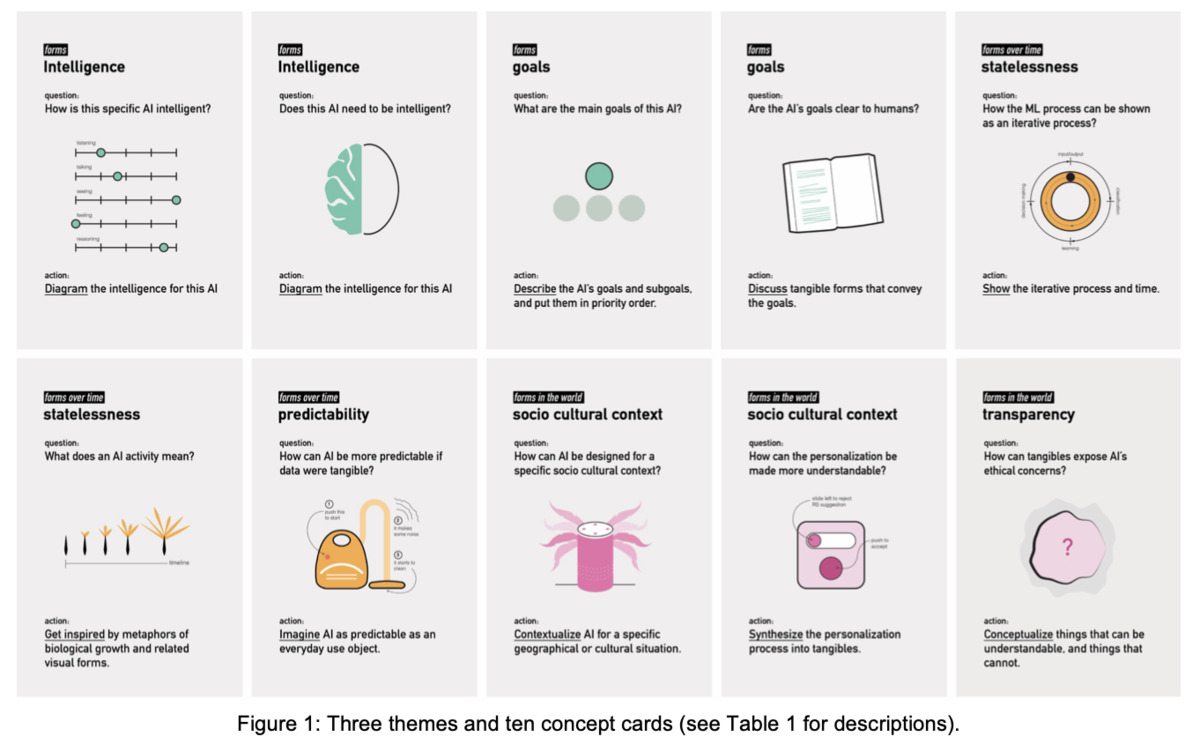 forms
Intelligence
question:
How is this specific AI intelligent?
listening
talking
seeing
feeling
reasoning
action:
Diagram the intelligence for this AI
forms
Intelligence
question:
Does this AI need to be intelligent?
action:
Diagram the intelligence for this AI
forms
goals
question:
What are the main goals of this AI?
action:
Describe the AI's goals and subgoals,
and put them in priority order.
forms
goals
question:
Are the AI's goals clear to humans?
action:
Discuss tangible forms that convey
the goals.
forms over time
statelessness
question:
How the ML process can be shown
as an iterative process?
input/output
classification
learning
decision making
action:
Show the iterative process and time.
forms over time
statelessness
question:
What does an AI activity mean?
timeline
action:
Get inspired by metaphors of
biological growth and related
visual forms.
forms over time
predictability
question:
How can AI be more predictable if
data were tangible?
1
push this
to start
2
it makes
some noise
3
it starts to
clean
action:
Imagine AI as predictable as an
everyday use object.
forms in the world
socio cultural context
question:
How can AI be designed for a
specific socio cultural context?
action:
Contextualize AI for a specific
geographical or cultural situation.
forms in the world
socio cultural context
question:
How can the personalization be
made more understandable?
slide left to reject
RS suggestion
push to
accept
action:
Synthesize the personalization
process into tangibles.
forms in the world
transparency
question:
How can tangibles expose AI's
ethical concerns?
?
action:
Conceptualize things that can be
understandable, and things that
cannot.
Figure 1: Three themes and ten concept cards (see Table 1 for descriptions).